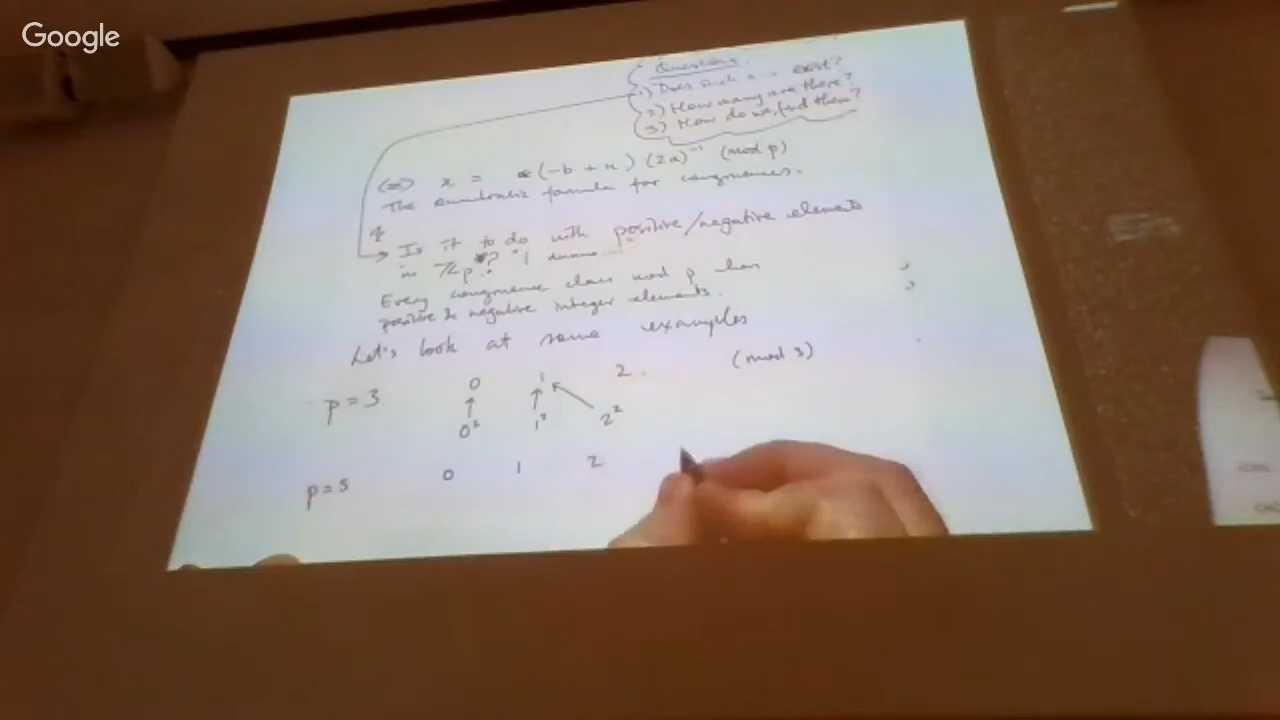 Google
Questions.
1) Does such a u exist?
2) How many are there?
3) How do we find them?
(⇔) x = (-b + u) (2a)⁻¹ (mod p)
The quadratic formula for congruences.
Is it to do with positive/negative elements
in ℤp?
Every congruence class mod p has
positive & negative integer elements.
Let's look at some examples
p = 3 0 1 2. (mod 3)
↑ ↑ ↖
0² 1² 2²
p = 5 0 1 2